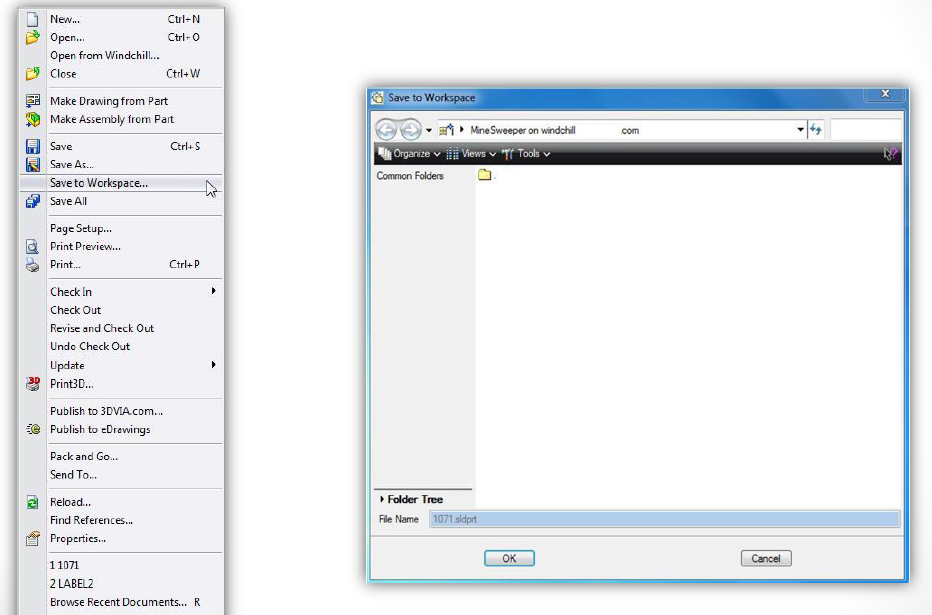 New... Ctrl+N
Open... Ctrl+O
Open from Windchill...
Close Ctrl+W
Make Drawing from Part
Make Assembly from Part
Save Ctrl+S
Save As...
Save to Workspace...
Save All
Page Setup...
Print Preview...
Print... Ctrl+P
Check In
Check Out
Revise and Check Out
Undo Check Out
Update
3D Print3D...
Publish to 3DVIA.com...
Publish to eDrawings
Pack and Go...
Send To...
Reload...
Find References...
Properties...
1 1071
2 LABEL2
Browse Recent Documents... R
Save to Workspace
MineSweeper on windchill .com
Organize Views Tools
Common Folders
.
Folder Tree
File Name 1071.sldprt
OK Cancel